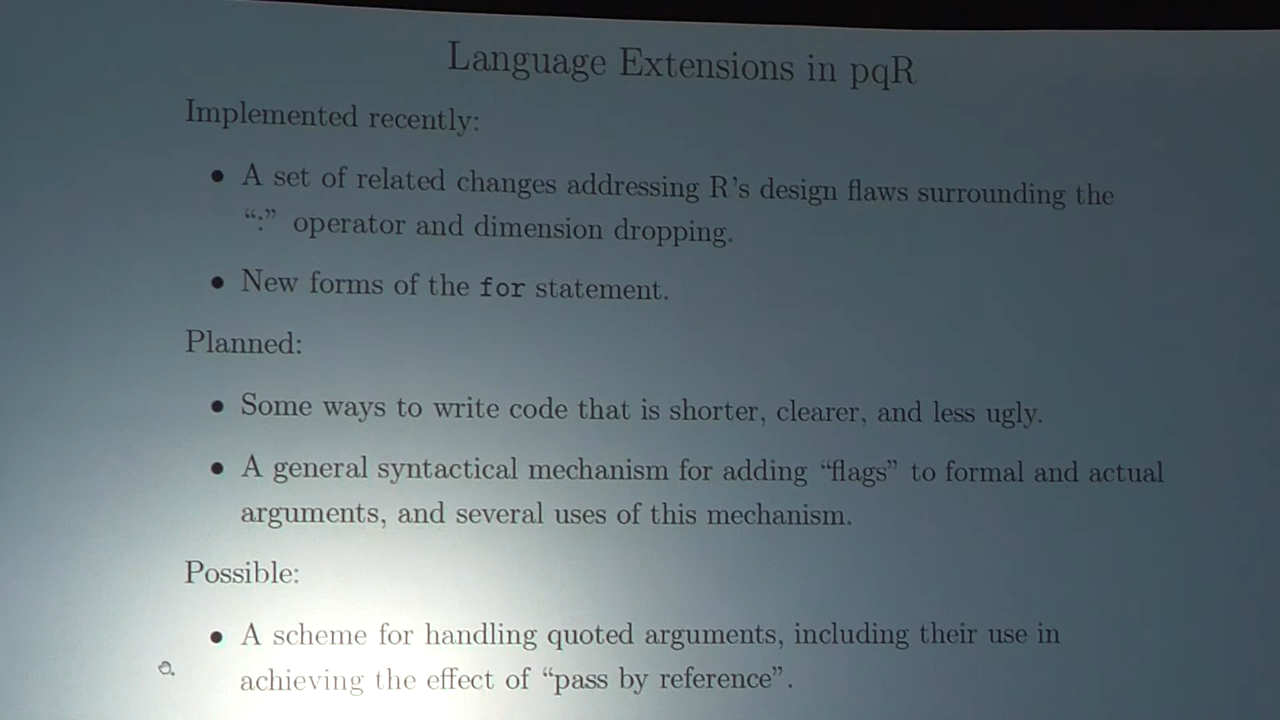 Language Extensions in pqR
Implemented recently:
• A set of related changes addressing R's design flaws surrounding the
“:” operator and dimension dropping.
• New forms of the for statement.
Planned:
• Some ways to write code that is shorter, clearer, and less ugly.
• A general syntactical mechanism for adding “flags” to formal and actual
arguments, and several uses of this mechanism.
Possible:
• A scheme for handling quoted arguments, including their use in
achieving the effect of “pass by reference”.